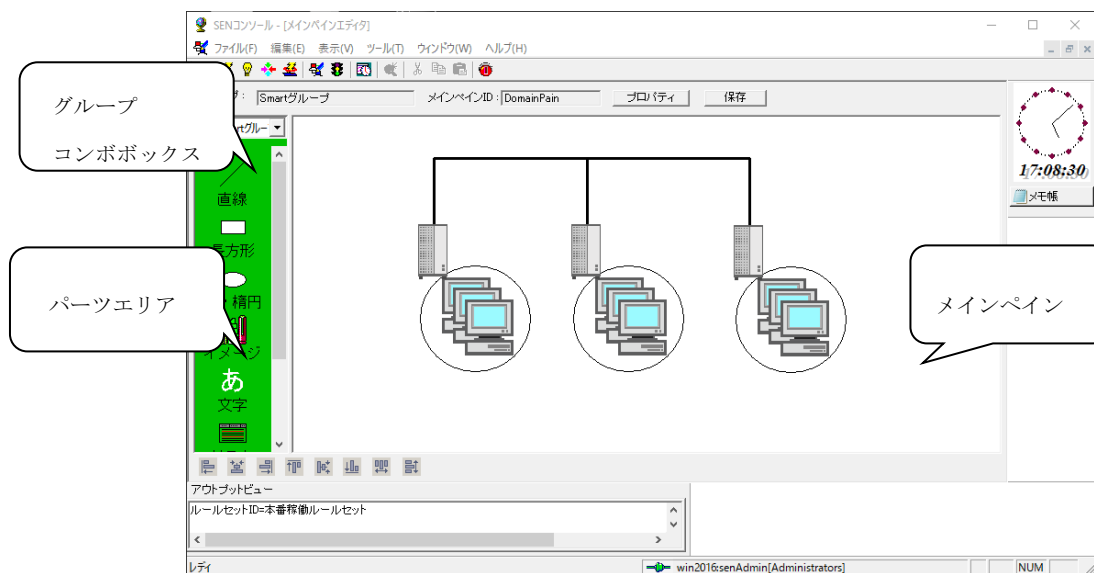 SENコンソール - [メインペインエディタ]
ファイル(F) 編集(E) 表示(V) ツール(T) ウィンドウ(W) ヘルプ(H)
グループ
コンボボックス
: Smartグループ メインペインID : DomainPain プロパティ 保存
直線
長方形
楕円
イメージ
あ
文字
パーツエリア
メインペイン
17:08:30
メモ帳
アウトプットビュー
ルールセットID=本番稼働ルールセット
レディ win2016:senAdmin[Administrators] NUM